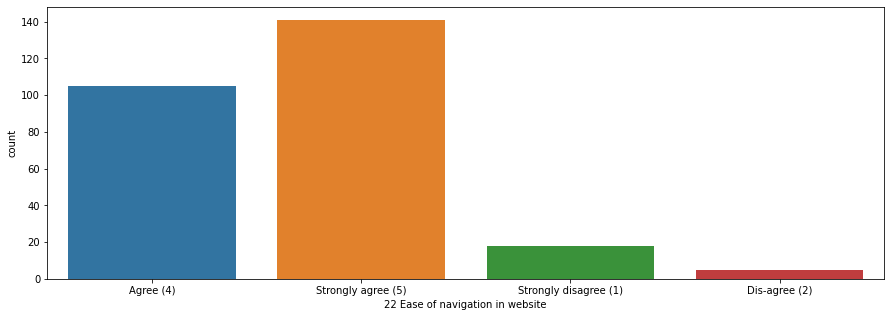 140
120
100
80
60
40
20
0
count
Agree (4) Strongly agree (5) Strongly disagree (1) Dis-agree (2)
22 Ease of navigation in website